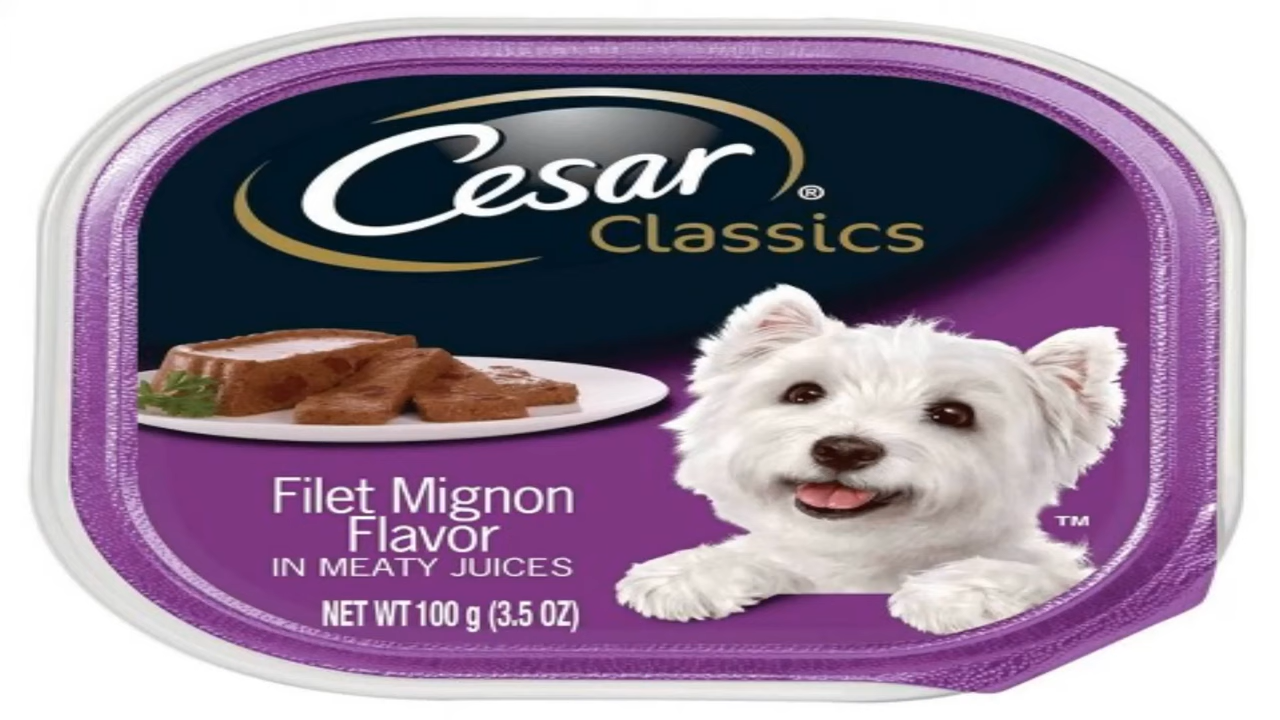 Cesar®
Classics
Filet Mignon
Flavor
IN MEATY JUICES
NET WT 100 g (3.5 OZ)
TM